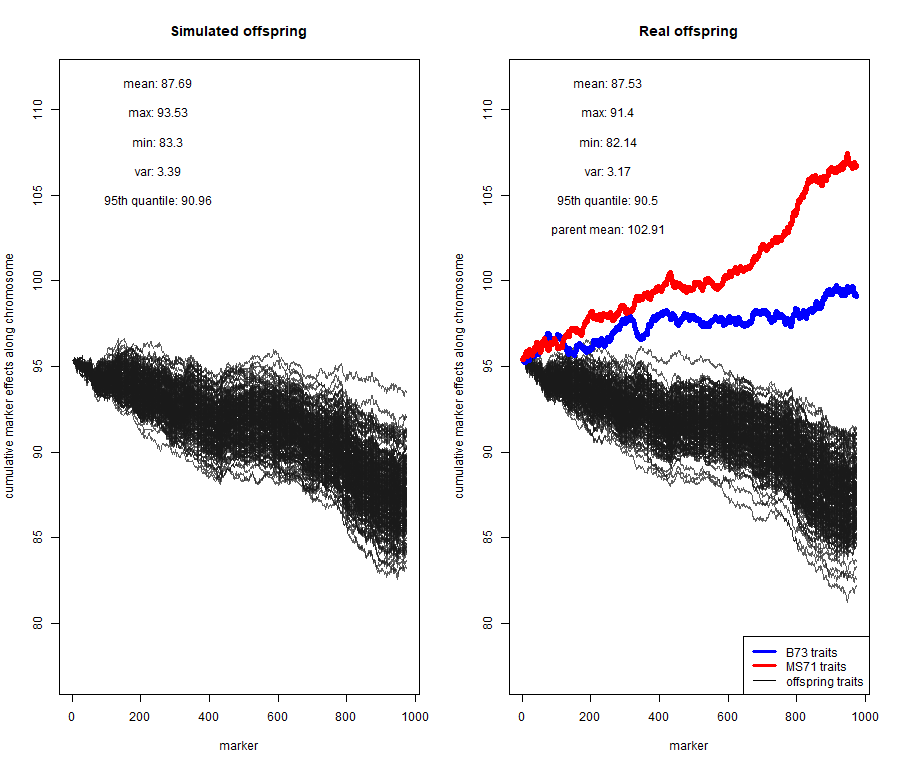 Simulated offspring
mean: 87.69
max: 93.53
min: 83.3
var: 3.39
95th quantile: 90.96
cumulative marker effects along chromosome
110
105
100
95
90
85
80
0 200 400 600 800 1000
marker
Real offspring
mean: 87.53
max: 91.4
min: 82.14
var: 3.17
95th quantile: 90.5
parent mean: 102.91
cumulative marker effects along chromosome
110
105
100
95
90
85
80
B73 traits
MS71 traits
offspring traits
0 200 400 600 800 1000
marker